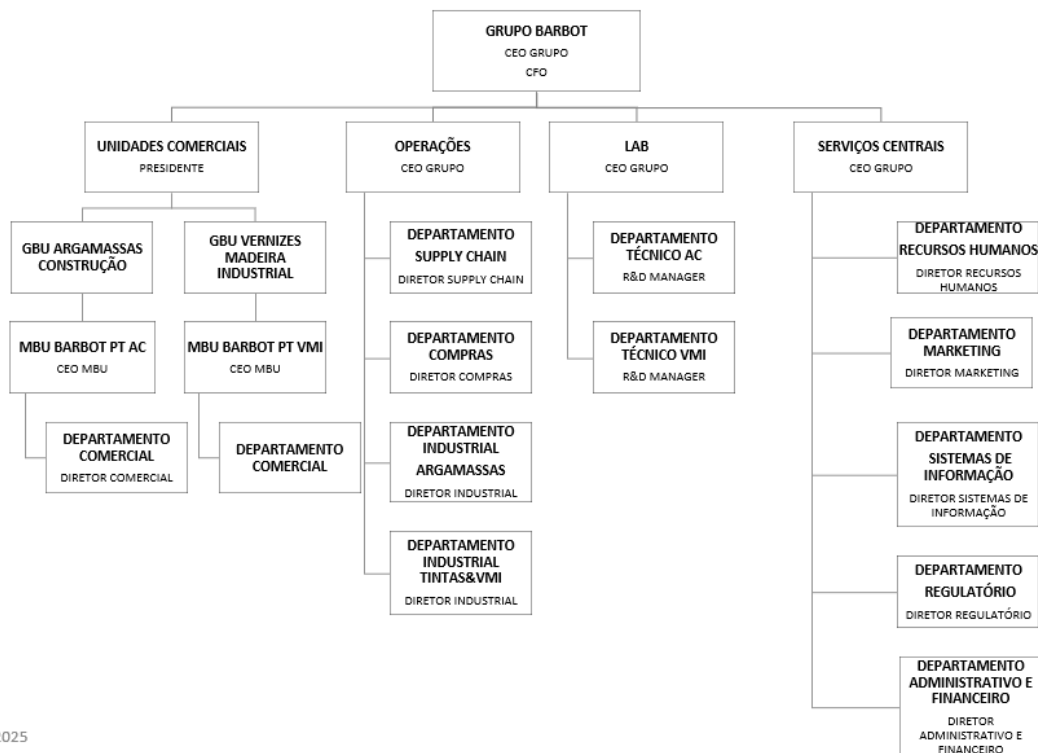 GRUPO BARBOT
CEO GRUPO
CFO
UNIDADES COMERCIAIS
PRESIDENTE
OPERAÇÕES
CEO GRUPO
LAB
CEO GRUPO
SERVIÇOS CENTRAIS
CEO GRUPO
GBU ARGAMASSAS
CONSTRUÇÃO
GBU VERNIZES
MADEIRA
INDUSTRIAL
MBU BARBOT PT AC
CEO MBU
MBU BARBOT PT VMI
CEO MBU
DEPARTAMENTO
COMERCIAL
DIRETOR COMERCIAL
DEPARTAMENTO
COMERCIAL
DEPARTAMENTO
SUPPLY CHAIN
DIRETOR SUPPLY CHAIN
DEPARTAMENTO
COMPRAS
DIRETOR COMPRAS
DEPARTAMENTO
INDUSTRIAL
ARGAMASSAS
DIRETOR INDUSTRIAL
DEPARTAMENTO
INDUSTRIAL
TINTAS&VMI
DIRETOR INDUSTRIAL
DEPARTAMENTO
TÉCNICO AC
R&D MANAGER
DEPARTAMENTO
TÉCNICO VMI
R&D MANAGER
DEPARTAMENTO
RECURSOS HUMANOS
DIRETOR RECURSOS
HUMANOS
DEPARTAMENTO
MARKETING
DIRETOR MARKETING
DEPARTAMENTO
SISTEMAS DE
INFORMAÇÃO
DIRETOR SISTEMAS DE
INFORMAÇÃO
DEPARTAMENTO
REGULATÓRIO
DIRETOR REGULATÓRIO
DEPARTAMENTO
ADMINISTRATIVO E
FINANCEIRO
DIRETOR
ADMINISTRATIVO E
FINANCEIRO